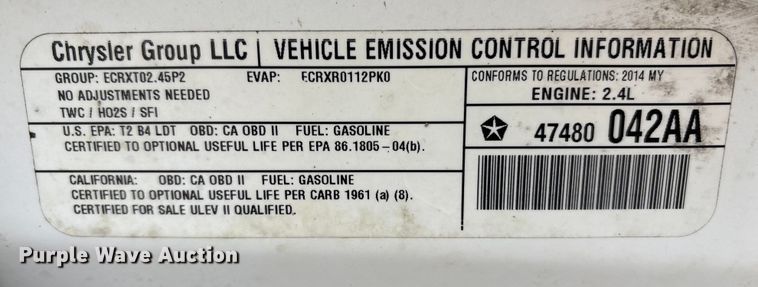 Chrysler Group LLC | VEHICLE EMISSION CONTROL INFORMATION
GROUP: ECRXT02.45P2 EVAP: ECRXR0112PK0
NO ADJUSTMENTS NEEDED
TWC / HO2S / SFI
U.S. EPA: T2 B4 LDT OBD: CA OBD II FUEL: GASOLINE
CERTIFIED TO OPTIONAL USEFUL LIFE PER EPA 86.1805-04(b).
CALIFORNIA: OBD: CA OBD II FUEL: GASOLINE
CERTIFIED TO OPTIONAL USEFUL LIFE PER CARB 1961 (a) (8).
CERTIFIED FOR SALE ULEV II QUALIFIED.
CONFORMS TO REGULATIONS: 2014 MY
ENGINE: 2.4L
47480 042AA
Purple Wave Auction